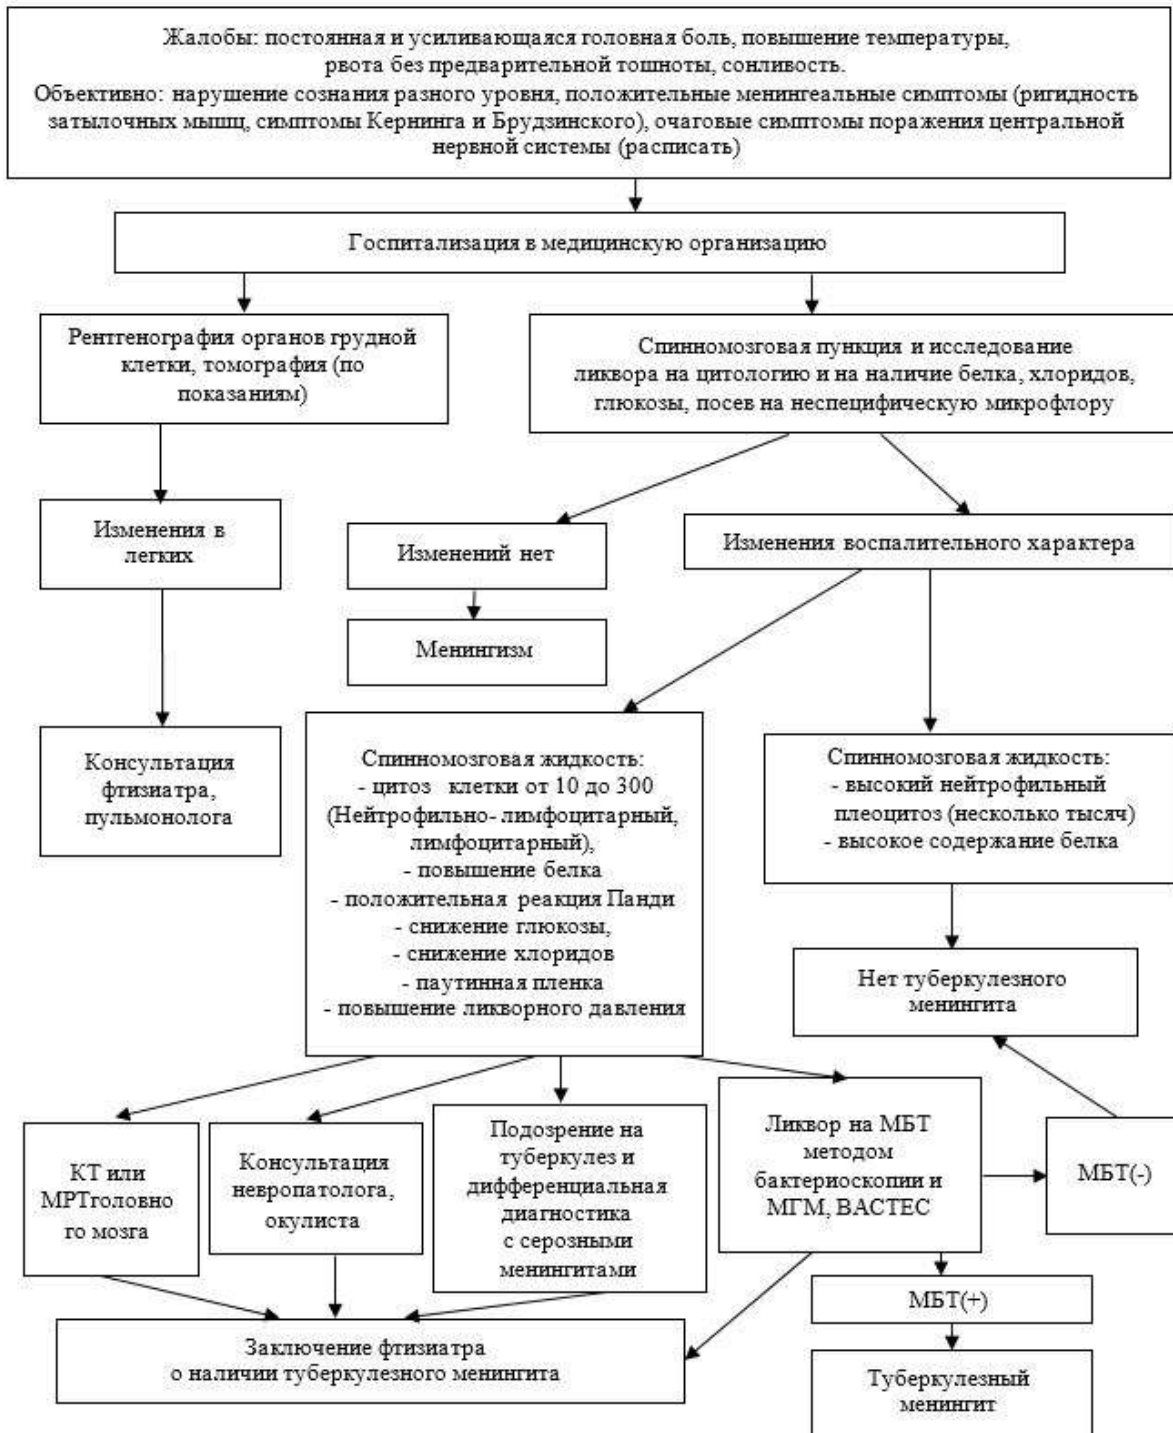 Жалобы: постоянная и усиливающаяся головная боль, повышение температуры,
рвота без предварительной тошноты, сонливость.
Объективно: нарушение сознания разного уровня, положительные менингеальные симптомы (ригидность
затылочных мышц, симптомы Кернинга и Брудзинского), очаговые симптомы поражения центральной
нервной системы (расписать)
Госпитализация в медицинскую организацию
Рентгенография органов грудной
клетки, томография (по
показаниям)
Спинномозговая пункция и исследование
ликвора на цитологию и на наличие белка, хлоридов,
глюкозы, посев на неспецифическую микрофлору
Изменения в
легких
Изменений нет
Изменения воспалительного характера
Менингизм
Консультация
фтизиатра,
пульмонолога
Спинномозговая жидкость:
- цитоз клетки от 10 до 300
(Нейтрофильно- лимфоцитарный,
лимфоцитарный),
- повышение белка
- положительная реакция Панди
- снижение глюкозы,
- снижение хлоридов
- паутинная пленка
- повышение ликворного давления
Спинномозговая жидкость:
- высокий нейтрофильный
плеоцитоз (несколько тысяч)
- высокое содержание белка
Нет туберкулезного
менингита
КТ или
МРТголовно
го мозга
Консультация
невропатолога,
окулиста
Подозрение на
туберкулез и
дифференциальная
диагностика
с серозными
менингитами
Ликвор на МБТ
методом
бактериоскопии и
МГМ, ВАСТЕС
МБТ(-)
МБТ(+)
Заключение фтизиатра
о наличии туберкулезного менингита
Туберкулезный
менингит